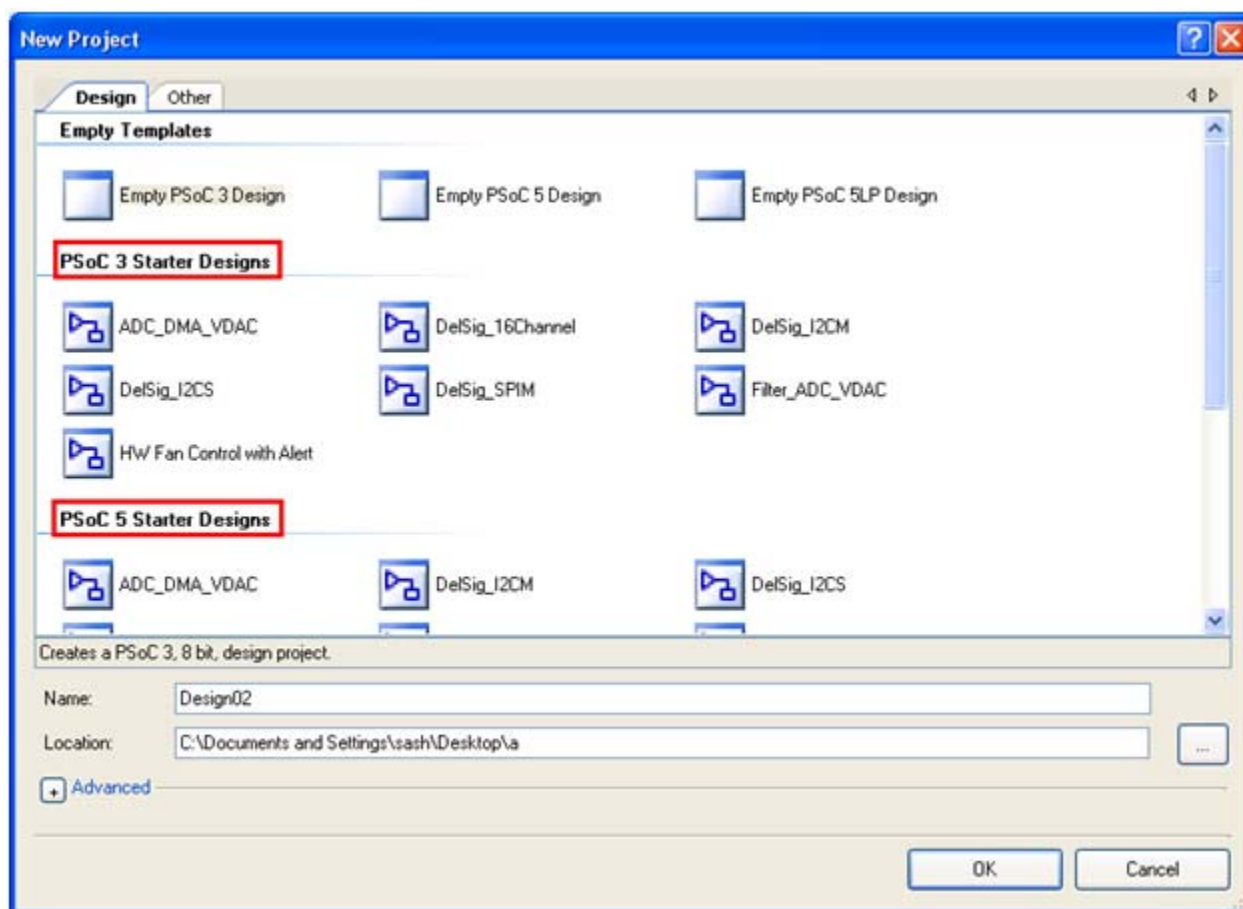 New Project
Design Other
Empty Templates
Empty PSoC 3 Design Empty PSoC 5 Design Empty PSoC 5LP Design
PSoC 3 Starter Designs
ADC_DMA_VDAC DelSig_16Channel DelSig_I2CM
DelSig_I2CS DelSig_SPIM Filter_ADC_VDAC
HW Fan Control with Alert
PSoC 5 Starter Designs
ADC_DMA_VDAC DelSig_I2CM DelSig_I2CS
Creates a PSoC 3, 8 bit, design project.
Name: Design02
Location: C:\Documents and Settings\sash\Desktop\a
...
+ Advanced
OK Cancel